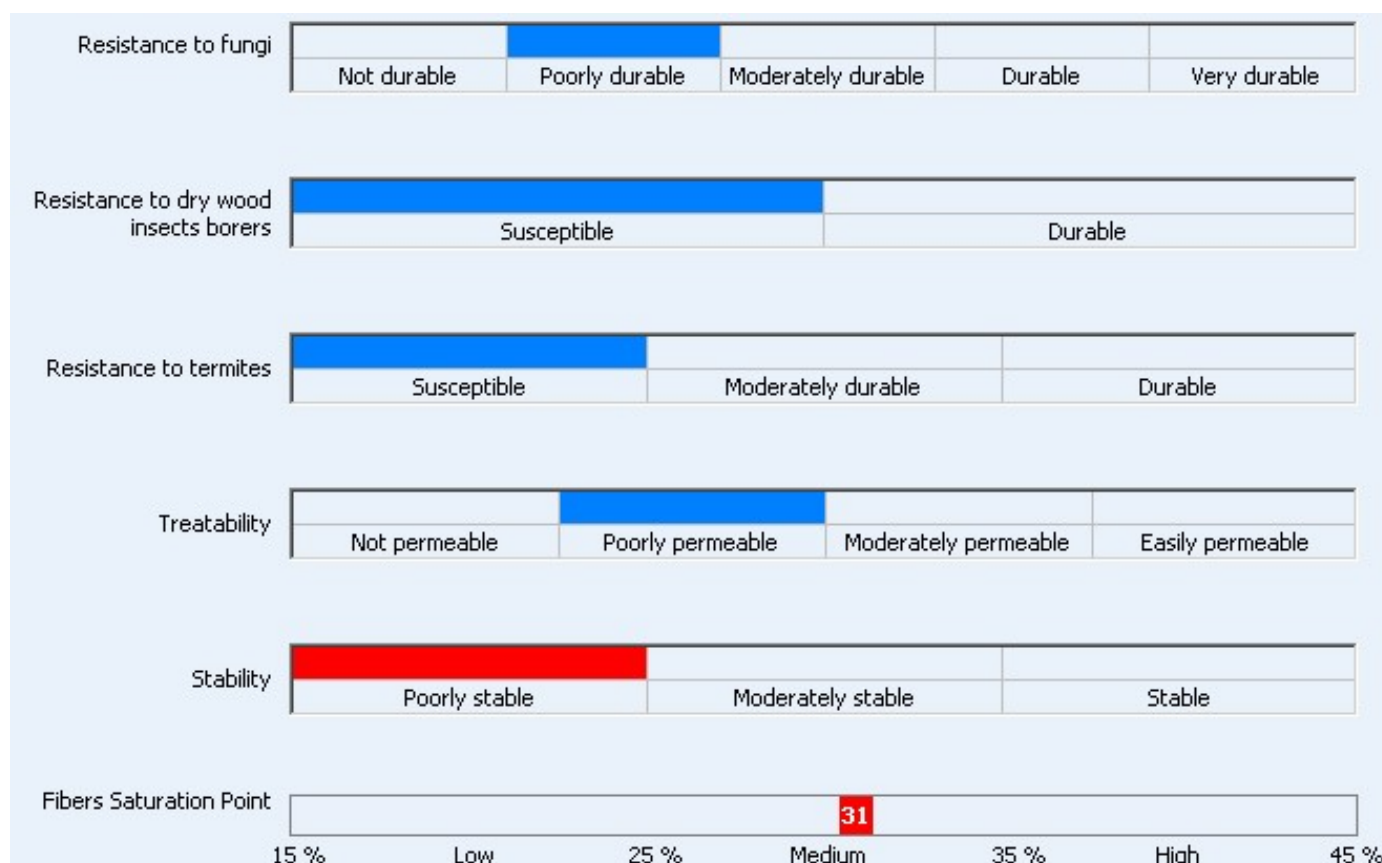 Resistance to fungi
Not durable Poorly durable Moderately durable Durable Very durable
Resistance to dry wood
insects borers
Susceptible Durable
Resistance to termites
Susceptible Moderately durable Durable
Treatability
Not permeable Poorly permeable Moderately permeable Easily permeable
Stability
Poorly stable Moderately stable Stable
Fibers Saturation Point
31
15 % Low 25 % Medium 35 % High 45 %